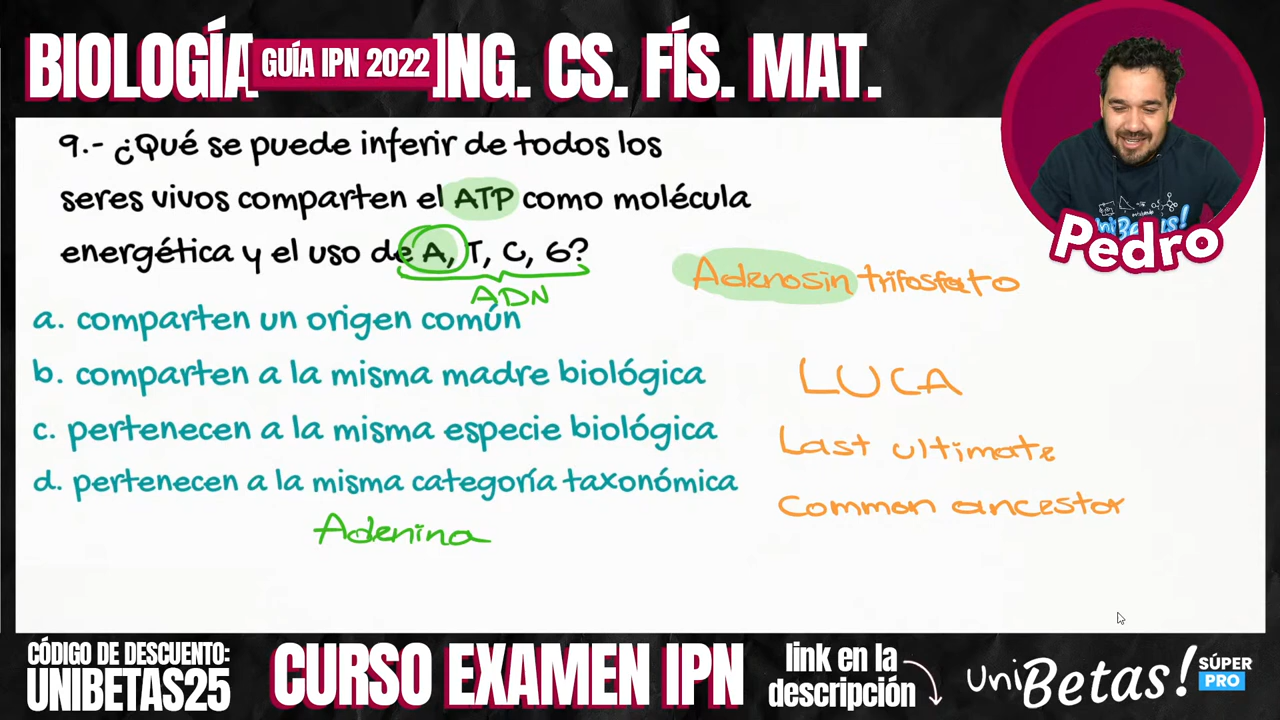 BIOLOGÍA GUÍA IPN 2022 ING. CS. FÍS. MAT.
9.- ¿Qué se puede inferir de todos los
seres vivos comparten el ATP como molécula
energética y el uso de A, T, C, G?
ADN
a. comparten un origen común
b. comparten a la misma madre biológica
c. pertenecen a la misma especie biológica
d. pertenecen a la misma categoría taxonómica
Adenina
Adenosin trifosfato
LUCA
Last ultimate
Common ancestor
uniBetas!
Pedro
CÓDIGO DE DESCUENTO:
UNIBETAS25
CURSO EXAMEN IPN
link en la
descripción
uniBetas! SÚPER
PRO